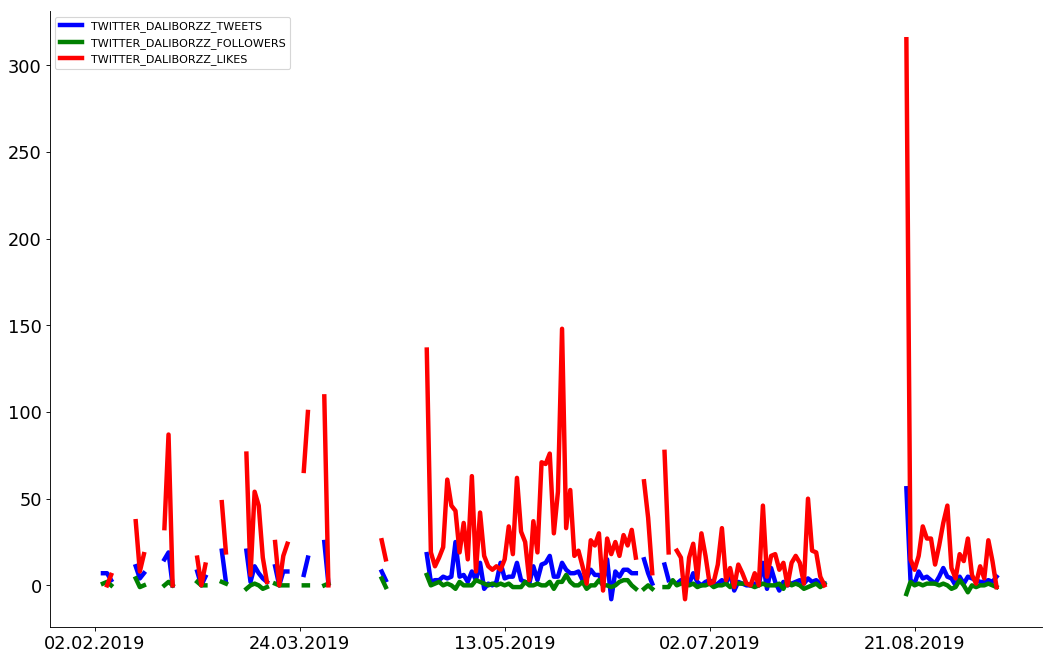 TWITTER_DALIBORZZ_TWEETS
TWITTER_DALIBORZZ_FOLLOWERS
TWITTER_DALIBORZZ_LIKES
300
250
200
150
100
50
0
02.02.2019 24.03.2019 13.05.2019 02.07.2019 21.08.2019